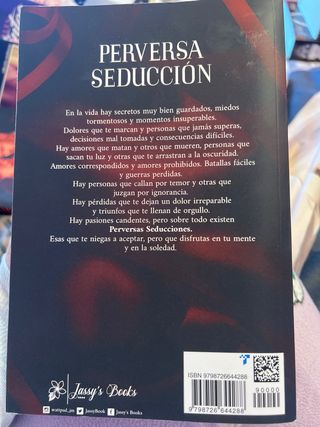 PERVERSA
SEDUCCIÓN
En la vida hay secretos muy bien guardados, miedos
tormentosos y momentos insuperables.
Dolores que te marcan y personas que jamás superas,
decisiones mal tomadas y consecuencias difíciles.
Hay amores que matan y otros que mueren, personas que
sacan tu luz y otras que te arrastran a la oscuridad.
Amores correspondidos y amores prohibidos. Batallas fáciles
y guerras perdidas.
Hay personas que callan por temor y otras que
juzgan por ignorancia.
Hay pérdidas que te dejan un dolor irreparable
y triunfos que te llenan de orgullo.
Hay pasiones candentes, pero sobre todo existen
Perversas Seducciones.
Esas que te niegas a aceptar, pero que disfrutas en tu mente
y en la soledad.
ISBN 9798726644288
90000
9 798726 644288
Jassy's Books
wattpad_jm
JassyBook
Jassy's Books